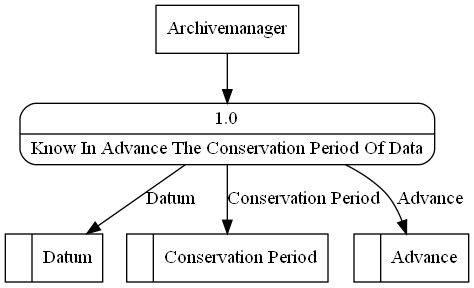 Archivemanager
1.0
Know In Advance The Conservation Period Of Data
Datum
Conservation Period
Advance
Datum
Conservation Period
Advance